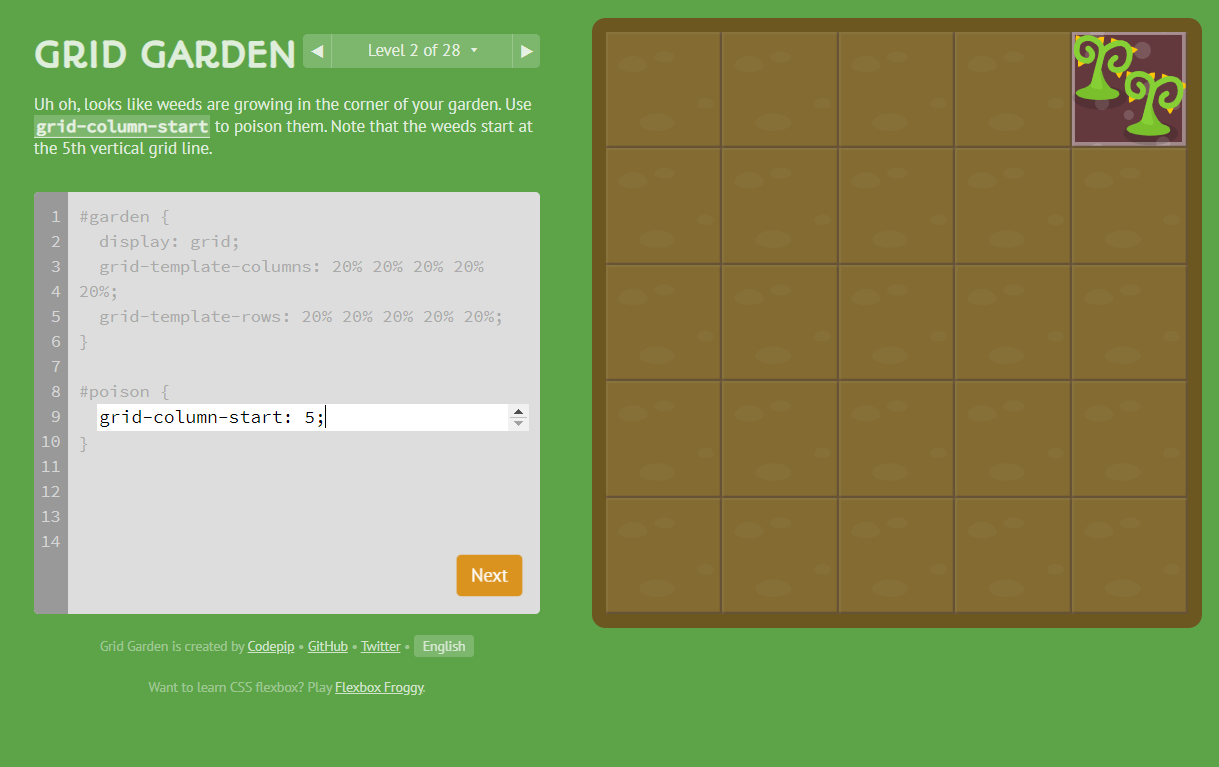 GRID GARDEN
◀ Level 2 of 28 ▾ ▶
Uh oh, looks like weeds are growing in the corner of your garden. Use
grid-column-start to poison them. Note that the weeds start at
the 5th vertical grid line.
1 #garden {
2 display: grid;
3 grid-template-columns: 20% 20% 20% 20%
4 20%;
5 grid-template-rows: 20% 20% 20% 20% 20%;
6 }
7
8 #poison {
9 grid-column-start: 5;
10 }
11
12
13
14
Next
Grid Garden is created by Codepip • GitHub • Twitter • English
Want to learn CSS flexbox? Play Flexbox Froggy.